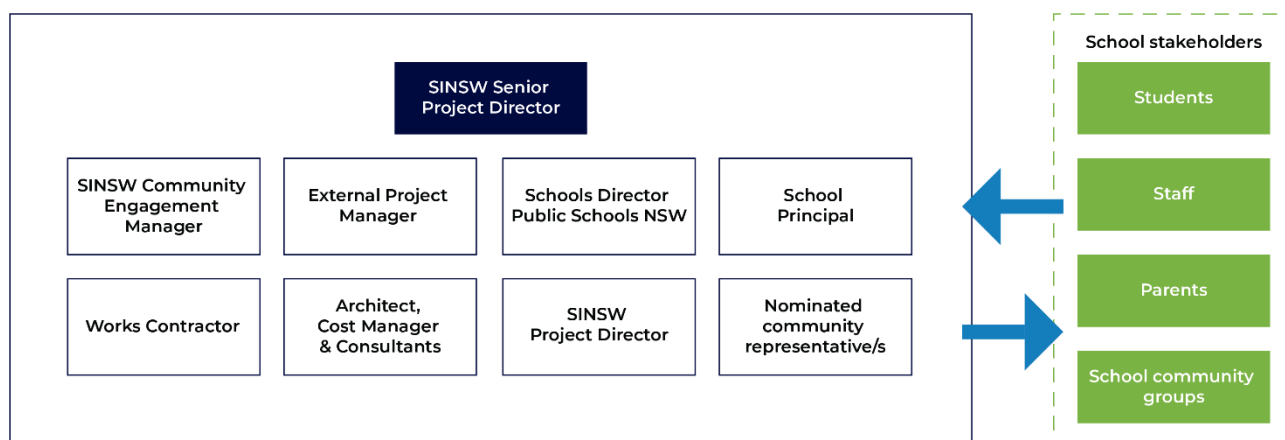 SINSW Senior
Project Director
SINSW Community
Engagement
Manager
External Project
Manager
Schools Director
Public Schools NSW
School
Principal
Works Contractor
Architect,
Cost Manager
& Consultants
SINSW
Project Director
Nominated
community
representative/s
School stakeholders
Students
Staff
Parents
School community
groups